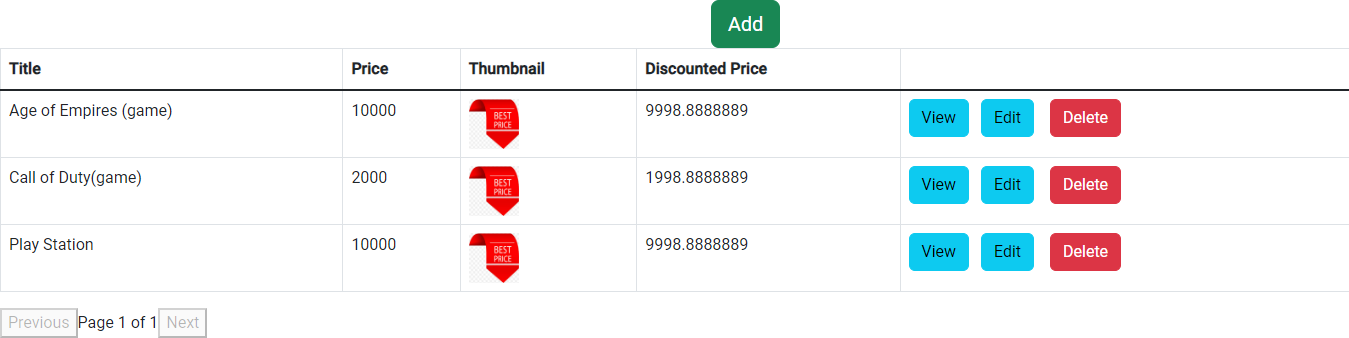 Add
Title Price Thumbnail Discounted Price
Age of Empires (game) 10000 BEST PRICE 9998.8888889 View Edit Delete
Call of Duty(game) 2000 BEST PRICE 1998.8888889 View Edit Delete
Play Station 10000 BEST PRICE 9998.8888889 View Edit Delete
Previous Page 1 of 1 Next